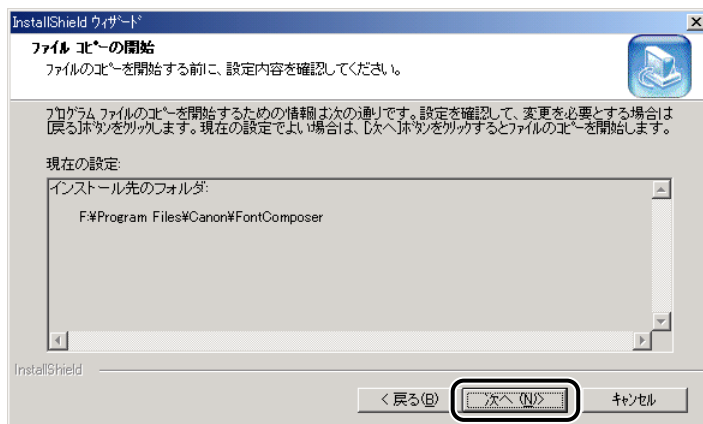 InstallShield ウィザード
ファイル コピーの開始
ファイルのコピーを開始する前に、設定内容を確認してください。
プログラム ファイルのコピーを開始するための情報は次の通りです。設定を確認して、変更を必要とする場合は
[戻る]ボタンをクリックします。現在の設定でよい場合は、[次へ]ボタンをクリックするとファイルのコピーを開始します。
現在の設定:
インストール先のフォルダ:
F:¥Program Files¥Canon¥FontComposer
InstallShield
< 戻る(B)
次へ (N)>
キャンセル